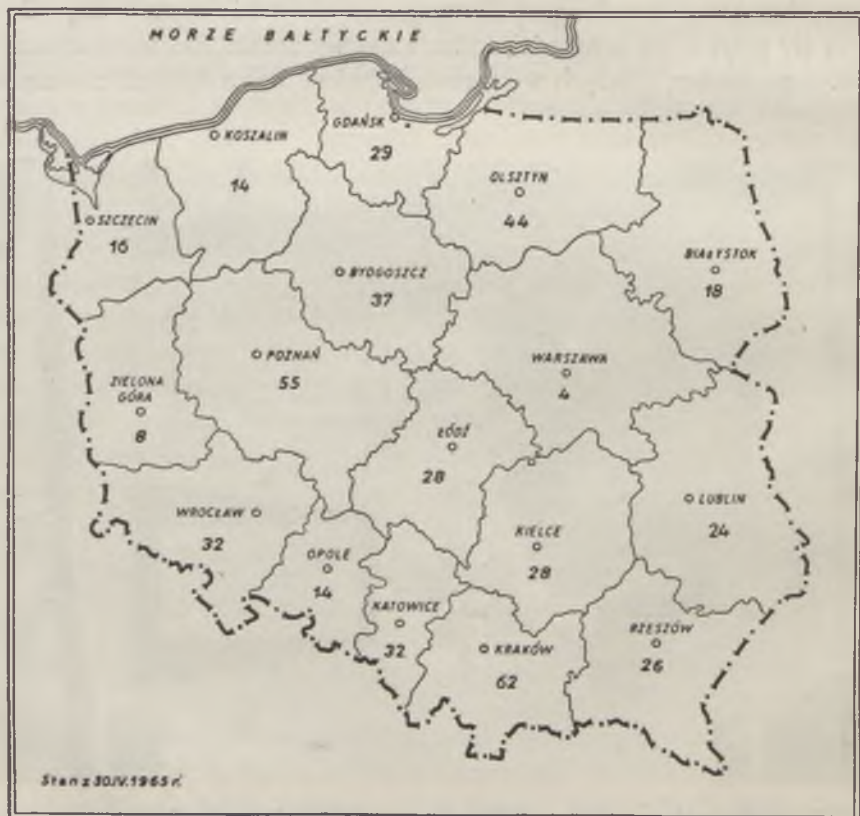 MORZE BAŁTYCKIE
GDAŃSK
29
KOSZALIN
14
OLSZTYN
44
SZCZECIN
16
BIAŁYSTOK
18
BYDGOSZCZ
37
POZNAŃ
55
WARSZAWA
4
ZIELONA
GÓRA
8
ŁÓDŹ
28
LUBLIN
24
WROCŁAW
32
KIELCE
28
OPOLE
14
KATOWICE
32
KRAKÓW
62
RZESZÓW
26
Stan z 30.IV.1965 r.